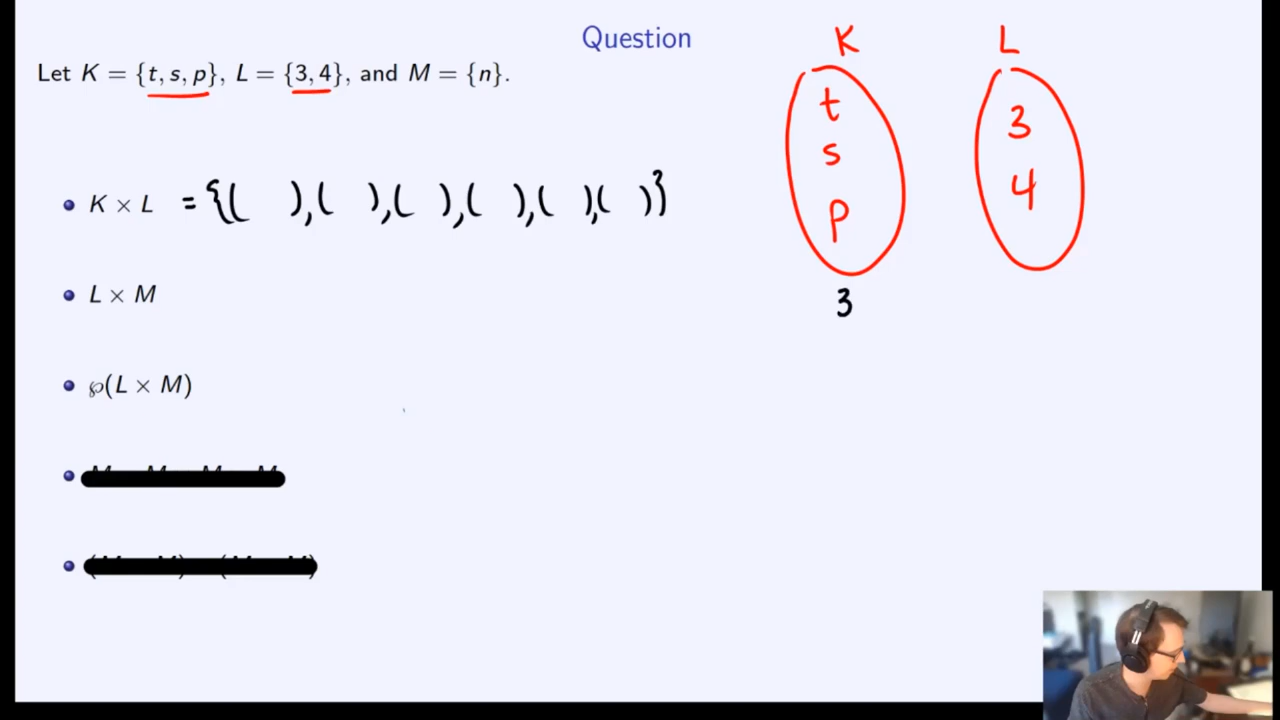 Question
Let K = {t, s, p}, L = {3, 4}, and M = {n}.
K × L = {( ), ( ), ( ), ( ), ( ), ( )}
L × M
℘(L × M)
K
t
s
p
3
L
3
4